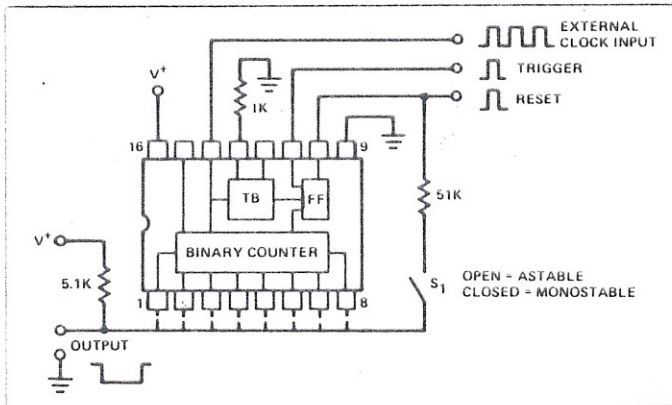 EXTERNAL
CLOCK INPUT
TRIGGER
RESET
V+
1K
16
9
TB
FF
51K
BINARY COUNTER
V+
5.1K
1
8
S1
OPEN = ASTABLE
CLOSED = MONOSTABLE
OUTPUT